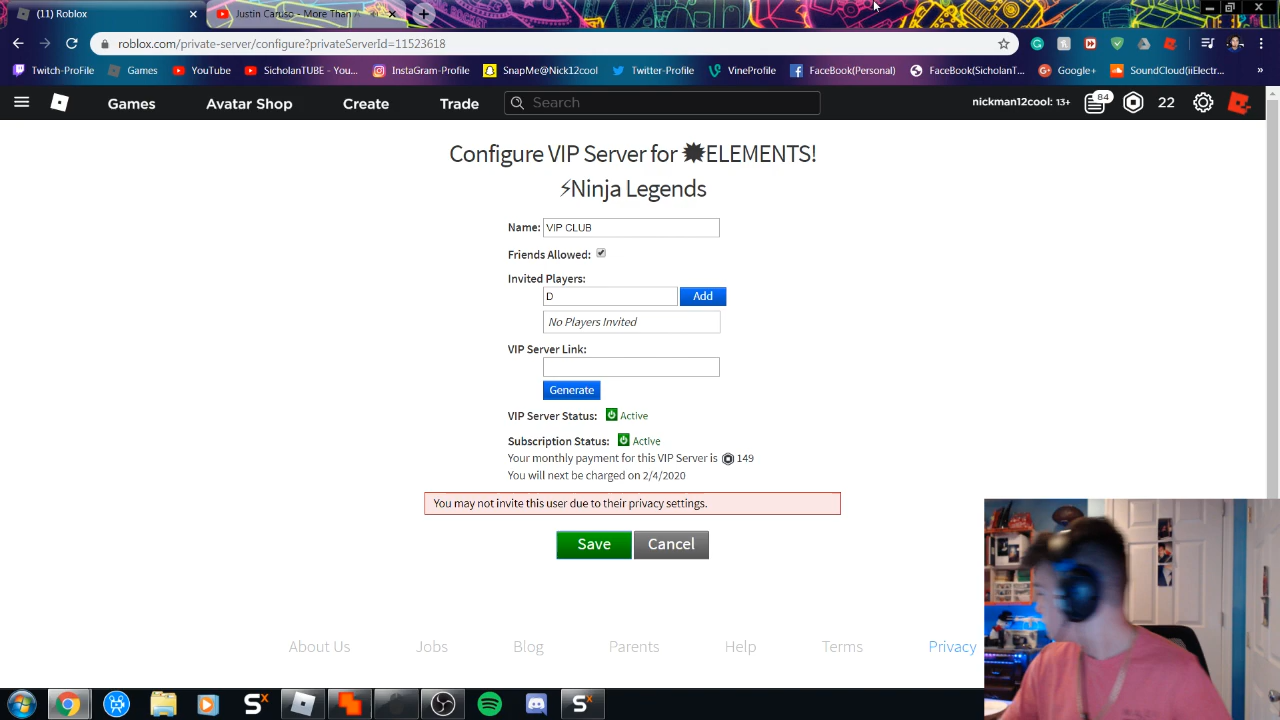 (11) Roblox
Justin Caruso - More Than A
roblox.com/private-server/configure?privateServerId=11523618
Twitch-ProFile
Games
YouTube
SicholanTUBE - You...
InstaGram-Profile
SnapMe@Nick12cool
Twitter-Profile
VineProfile
FaceBook(Personal)
FaceBook(SicholanT...
Google+
SoundCloud(iiElectr...
»
Games
Avatar Shop
Create
Trade
Search
nickman12cool: 13+
84
22
Configure VIP Server for ✹ELEMENTS!
⚡Ninja Legends
Name: VIP CLUB
Friends Allowed:
Invited Players:
D
Add
No Players Invited
VIP Server Link:
Generate
VIP Server Status: Active
Subscription Status: Active
Your monthly payment for this VIP Server is 149
You will next be charged on 2/4/2020
You may not invite this user due to their privacy settings.
Save
Cancel
About Us
Jobs
Blog
Parents
Help
Terms
Privacy